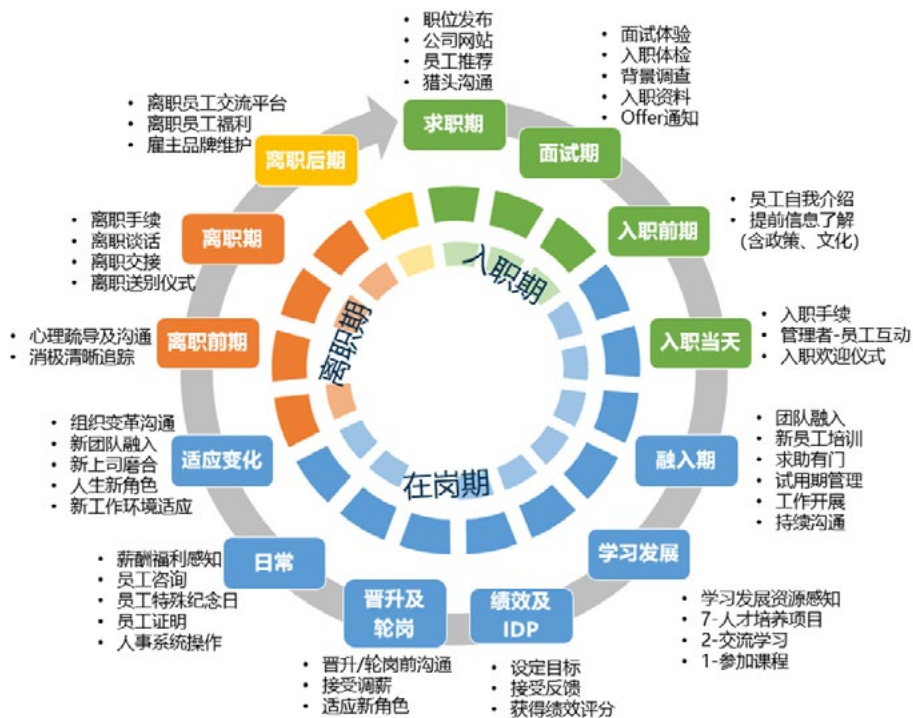 求职期
• 职位发布
• 公司网站
• 员工推荐
• 猎头沟通
面试期
• 面试体验
• 入职体检
• 背景调查
• 入职资料
• Offer通知
入职前期
• 员工自我介绍
• 提前信息了解
（含政策、文化）
入职当天
• 入职手续
• 管理者-员工互动
• 入职欢迎仪式
融入期
• 团队融入
• 新员工培训
• 求助有门
• 试用期管理
• 工作开展
• 持续沟通
学习发展
• 学习发展资源感知
• 7-人才培养项目
• 2-交流学习
• 1-参加课程
绩效及
IDP
• 设定目标
• 接受反馈
• 获得绩效评分
晋升及
轮岗
• 晋升/轮岗前沟通
• 接受调薪
• 适应新角色
日常
• 薪酬福利感知
• 员工咨询
• 员工特殊纪念日
• 员工证明
• 人事系统操作
适应变化
• 组织变革沟通
• 新团队融入
• 新上司磨合
• 人生新角色
• 新工作环境适应
离职前期
• 心理疏导及沟通
• 消极清晰追踪
离职期
• 离职手续
• 离职谈话
• 离职交接
• 离职送别仪式
离职后期
• 离职员工交流平台
• 离职员工福利
• 雇主品牌维护
入职期
在岗期
离职期